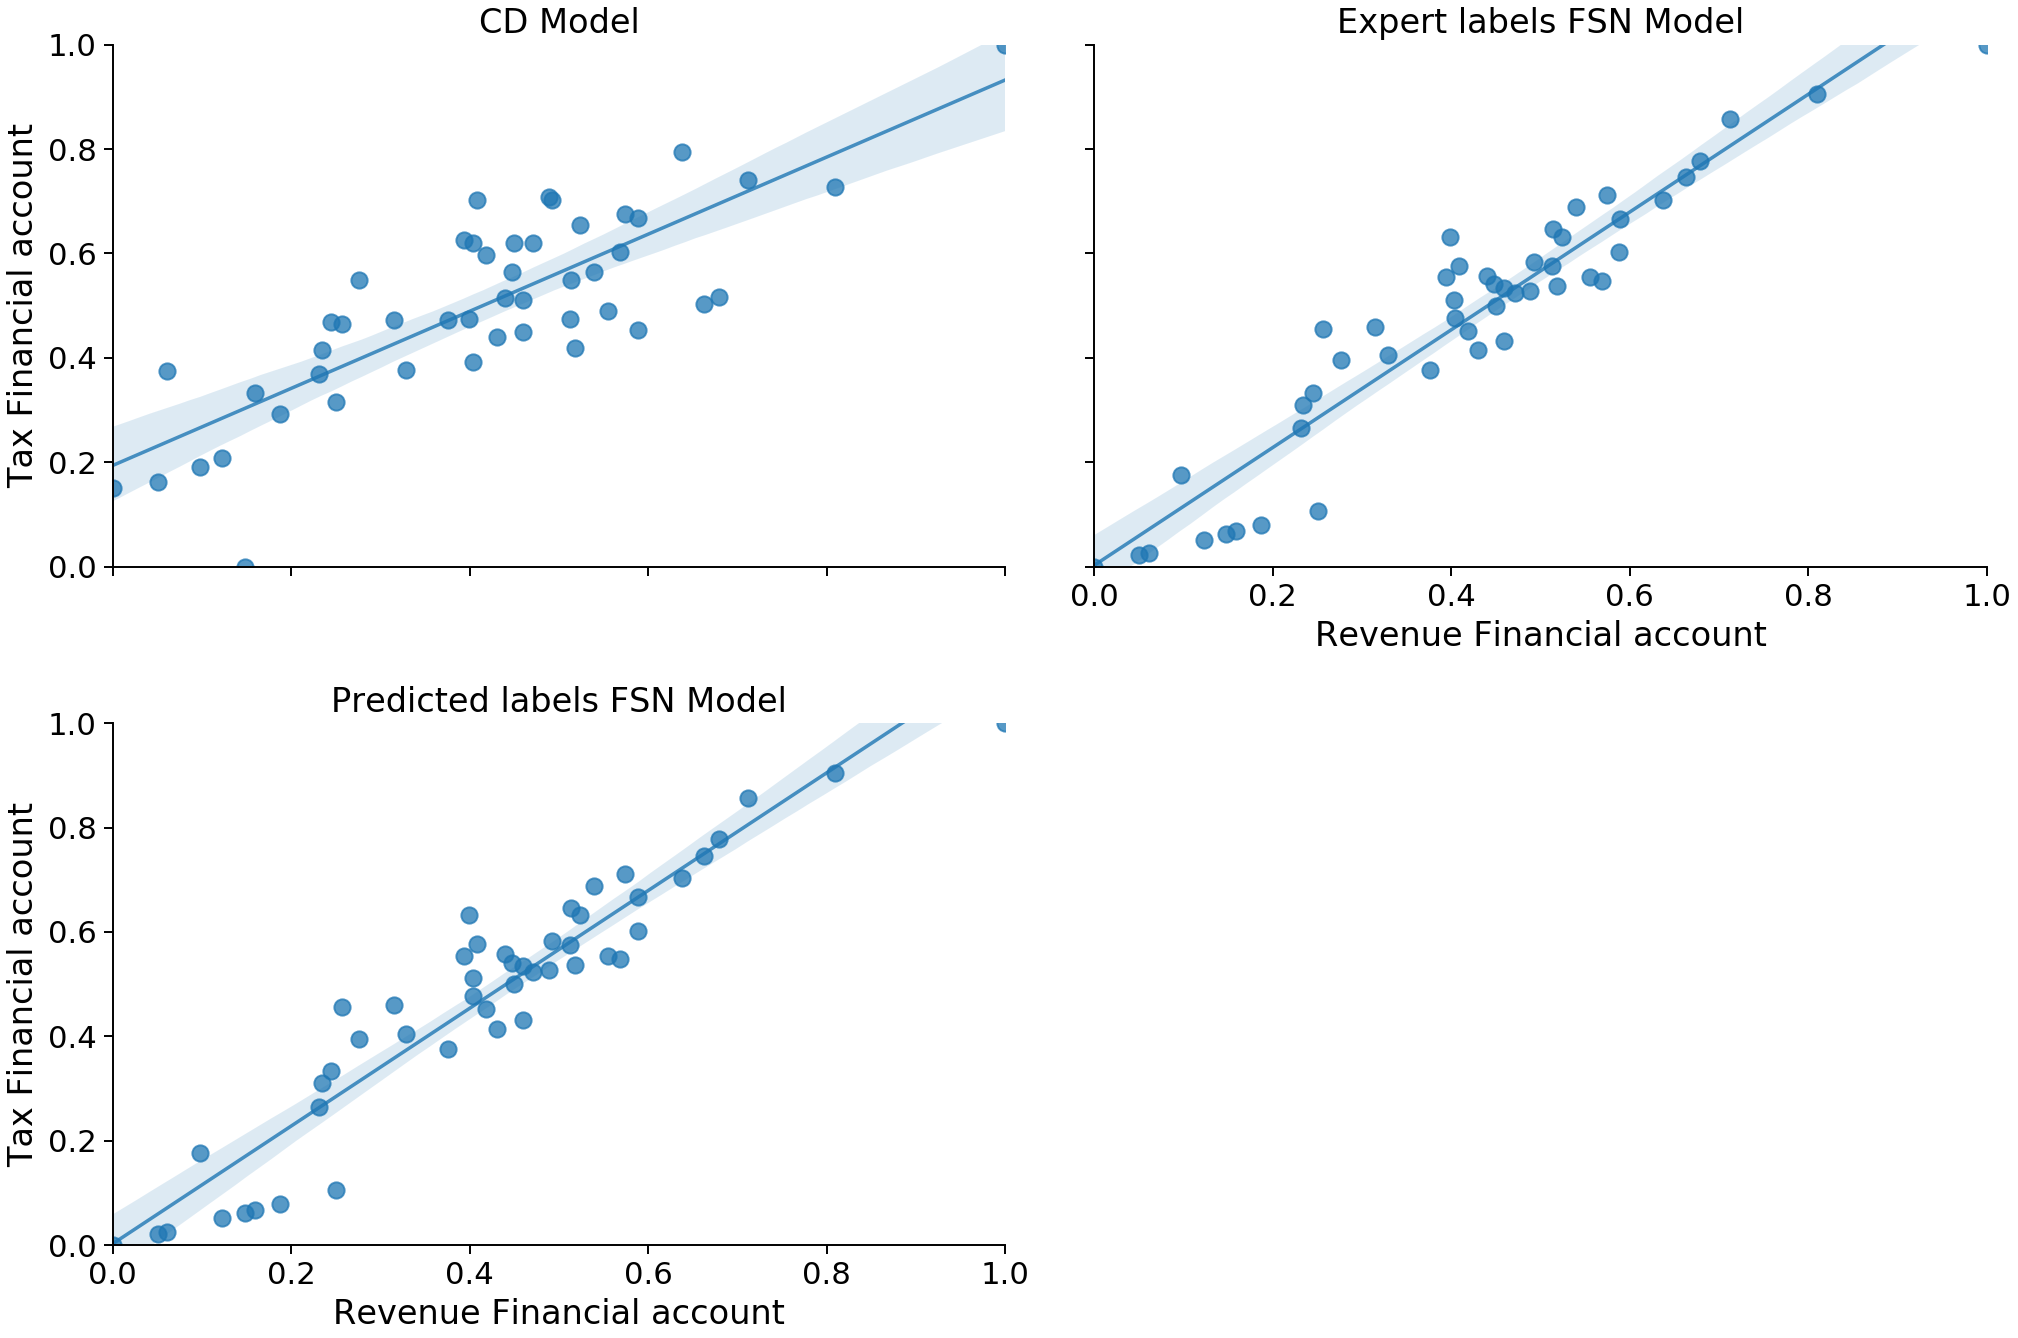 CD Model
Expert labels FSN Model
1.0
0.8
0.6
0.4
0.2
0.0
Tax Financial account
0.0 0.2 0.4 0.6 0.8 1.0
Revenue Financial account
Predicted labels FSN Model
1.0
0.8
0.6
0.4
0.2
0.0
Tax Financial account
0.0 0.2 0.4 0.6 0.8 1.0
Revenue Financial account